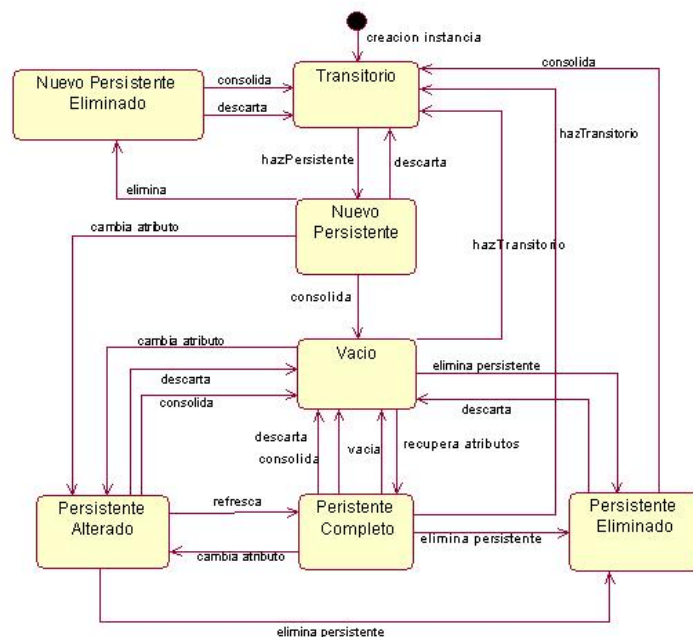 creacion instancia
Nuevo Persistente
Eliminado
consolida
descarta
Transitorio
consolida
hazTransitorio
hazPersistente
descarta
elimina
Nuevo
Persistente
cambia atributo
hazTransitorio
consolida
cambia atributo
Vacio
elimina persistente
descarta
consolida
descarta
descarta
consolida
vacia
recupera atributos
Persistente
Alterado
refresca
Peristente
Completo
Persistente
Eliminado
cambia atributo
elimina persistente
elimina persistente